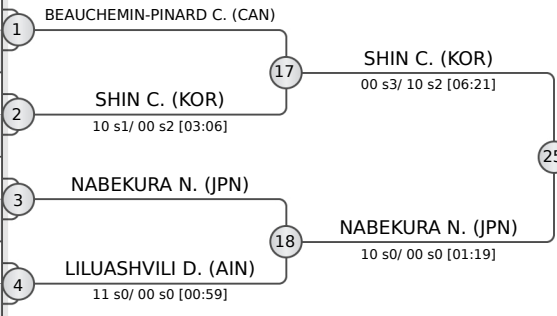 BEAUCHEMIN-PINARD C. (CAN)
1
17
SHIN C. (KOR)
00 s3/ 10 s2 [06:21]
SHIN C. (KOR)
2
10 s1/ 00 s2 [03:06]
25
NABEKURA N. (JPN)
3
18
NABEKURA N. (JPN)
10 s0/ 00 s0 [01:19]
LILUASHVILI D. (AIN)
4
11 s0/ 00 s0 [00:59]